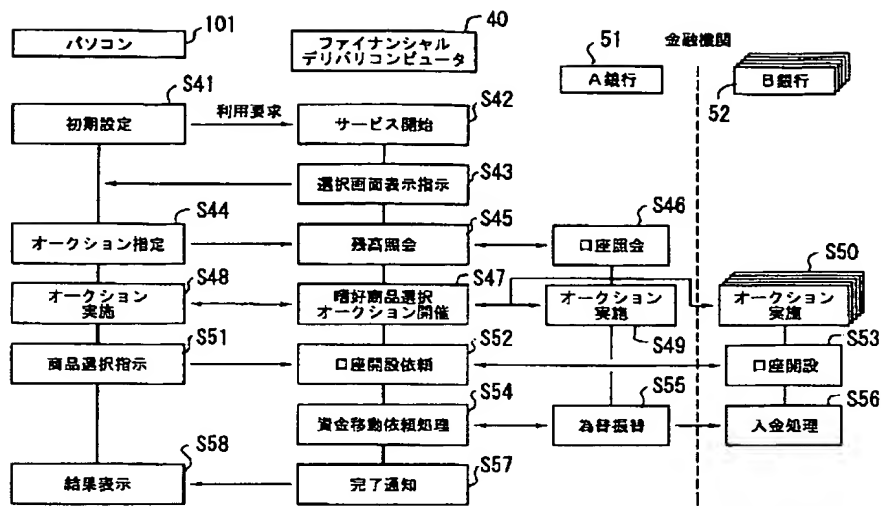 101
パソコン
40
ファイナンシャル
デリバリコンピュータ
金融機関
51
A銀行
B銀行
52
S41
初期設定
利用要求
S42
サービス開始
S43
選択画面表示指示
S44
オークション指定
S45
残高照会
S46
口座照会
S48
オークション
実施
S47
嗜好商品選択
オークション開催
オークション
実施
S49
S50
オークション
実施
S51
商品選択指示
S52
口座開設依頼
S53
口座開設
S54
資金移動依頼処理
S55
為替振替
S56
入金処理
S58
結果表示
S57
完了通知